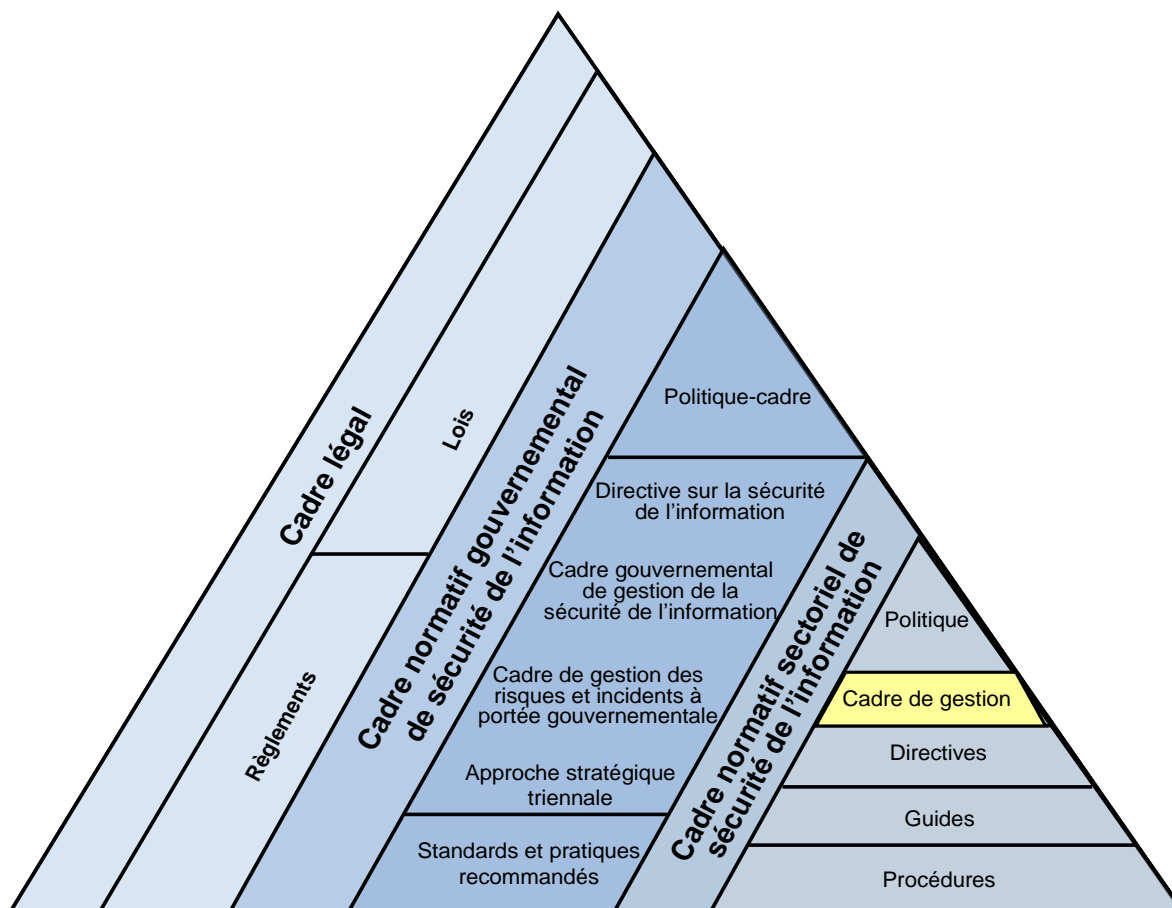 Cadre légal
Lois
Règlements
Cadre normatif gouvernemental
de sécurité de l'information
Politique-cadre
Directive sur la sécurité
de l'information
Cadre gouvernemental
de gestion de la
sécurité de l'information
Cadre de gestion des
risques et incidents à
portée gouvernementale
Approche stratégique
triennale
Standards et pratiques
recommandés
Cadre normatif sectoriel de
sécurité de l'information
Politique
Cadre de gestion
Directives
Guides
Procédures